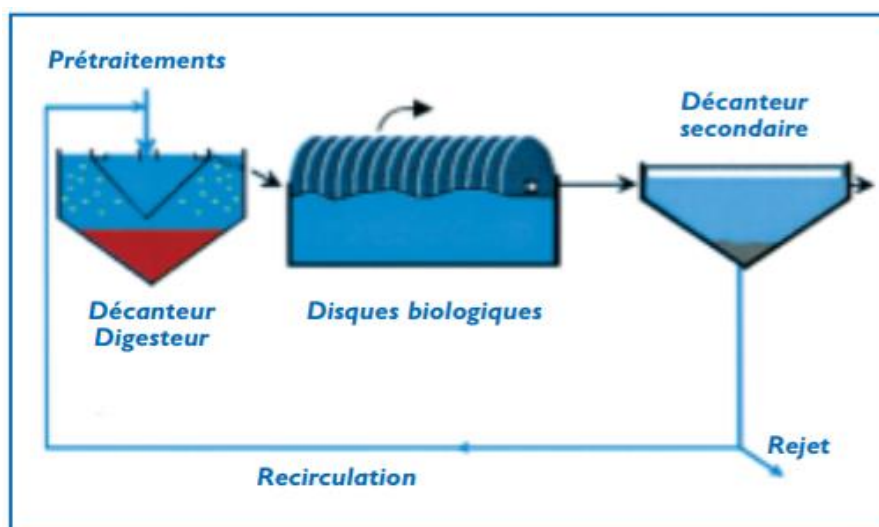 Prétraitements
Décanteur
secondaire
Décanteur
Digesteur
Disques biologiques
Rejet
Recirculation